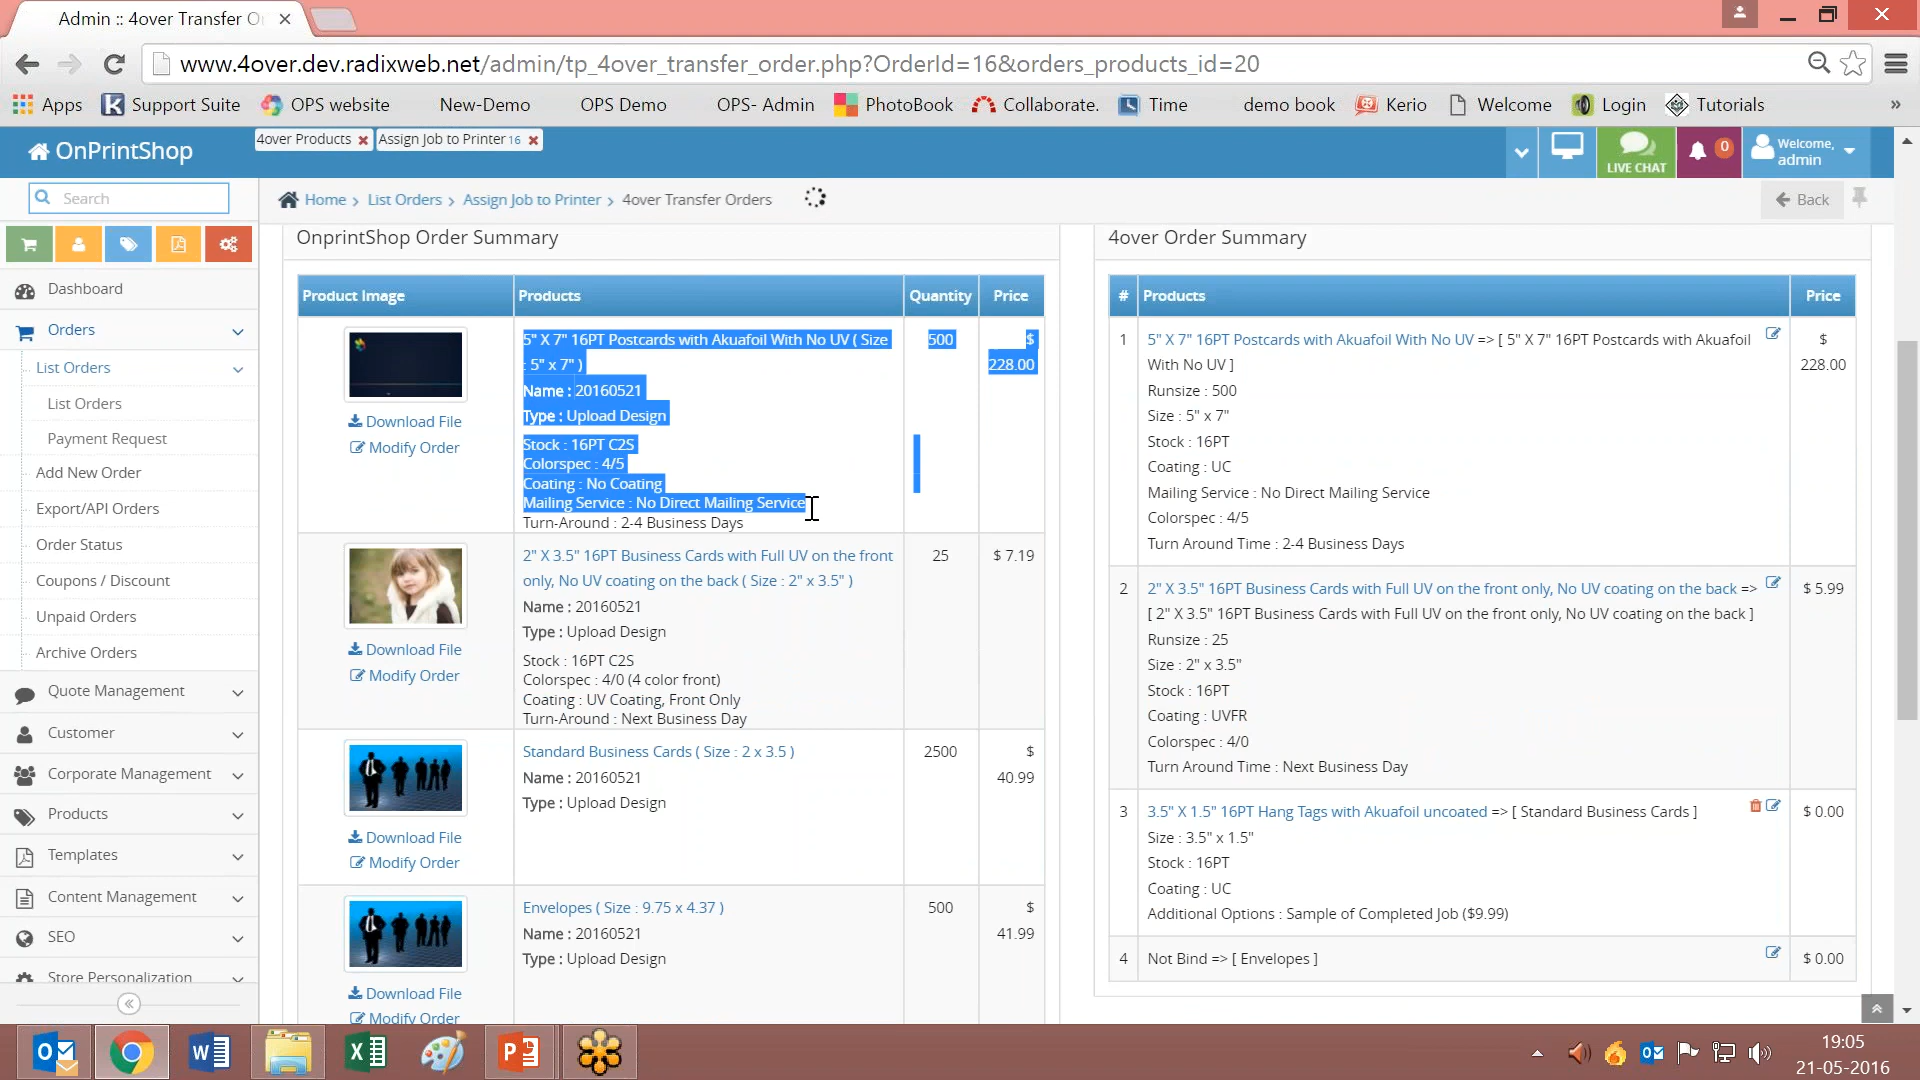 Admin :: 4over Transfer O
www.4over.dev.radixweb.net/admin/tp_4over_transfer_order.php?OrderId=16&orders_products_id=20
Apps Support Suite OPS website New-Demo OPS Demo OPS- Admin PhotoBook Collaborate. Time demo book Kerio Welcome Login Tutorials »
OnPrintShop
4over Products Assign Job to Printer 16
LIVE CHAT
0
Welcome,
admin
Search
Home > List Orders > Assign Job to Printer > 4over Transfer Orders
Back
Dashboard
Orders
List Orders
List Orders
Payment Request
Add New Order
Export/API Orders
Order Status
Coupons / Discount
Unpaid Orders
Archive Orders
Quote Management
Customer
Corporate Management
Products
Templates
Content Management
SEO
Store Personalization
OnprintShop Order Summary
Product Image Products Quantity Price
Download File
Modify Order
5" X 7" 16PT Postcards with Akuafoil With No UV ( Size
: 5" x 7" )
Name : 20160521
Type : Upload Design
Stock : 16PT C2S
Colorspec : 4/5
Coating : No Coating
Mailing Service : No Direct Mailing Service
Turn-Around : 2-4 Business Days
500
$
228.00
Download File
Modify Order
2" X 3.5" 16PT Business Cards with Full UV on the front
only, No UV coating on the back ( Size : 2" x 3.5" )
Name : 20160521
Type : Upload Design
Stock : 16PT C2S
Colorspec : 4/0 (4 color front)
Coating : UV Coating, Front Only
Turn-Around : Next Business Day
25
$ 7.19
Download File
Modify Order
Standard Business Cards ( Size : 2 x 3.5 )
Name : 20160521
Type : Upload Design
2500
$
40.99
Download File
Modify Order
Envelopes ( Size : 9.75 x 4.37 )
Name : 20160521
Type : Upload Design
500
$
41.99
4over Order Summary
# Products Price
1
5" X 7" 16PT Postcards with Akuafoil With No UV => [ 5" X 7" 16PT Postcards with Akuafoil
With No UV ]
Runsize : 500
Size : 5" x 7"
Stock : 16PT
Coating : UC
Mailing Service : No Direct Mailing Service
Colorspec : 4/5
Turn Around Time : 2-4 Business Days
$
228.00
2
2" X 3.5" 16PT Business Cards with Full UV on the front only, No UV coating on the back =>
[ 2" X 3.5" 16PT Business Cards with Full UV on the front only, No UV coating on the back ]
Runsize : 25
Size : 2" x 3.5"
Stock : 16PT
Coating : UVFR
Colorspec : 4/0
Turn Around Time : Next Business Day
$ 5.99
3
3.5" X 1.5" 16PT Hang Tags with Akuafoil uncoated => [ Standard Business Cards ]
Size : 3.5" x 1.5"
Stock : 16PT
Coating : UC
Additional Options : Sample of Completed Job ($9.99)
$ 0.00
4
Not Bind => [ Envelopes ]
$ 0.00
19:05
21-05-2016